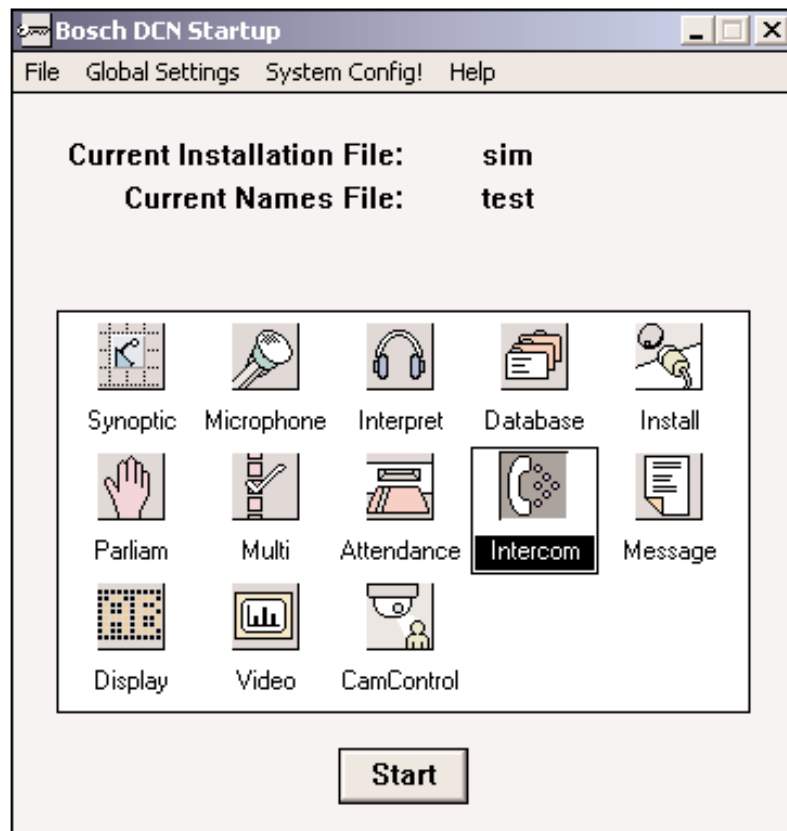 Bosch DCN Startup
File Global Settings System Config! Help
Current Installation File: sim
Current Names File: test
Synoptic Microphone Interpret Database Install
Parliam Multi Attendance Intercom Message
Display Video CamControl
Start